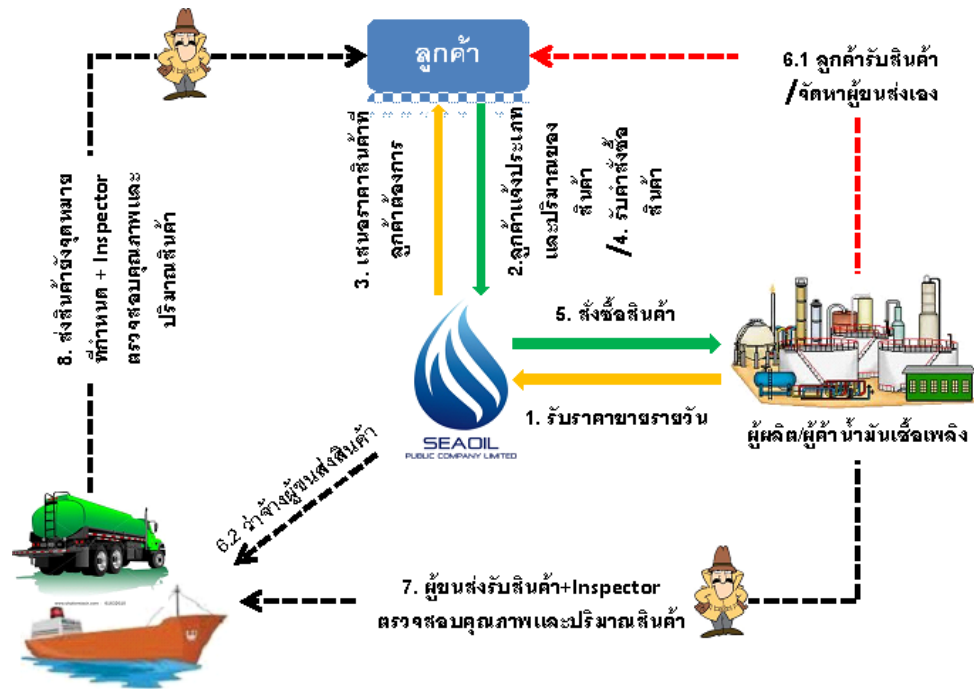 ลูกค้า
6.1 ลูกค้ารับสินค้า
/จัดหาผู้ขนส่งเอง
3. เสนอราคาสินค้าที่
ลูกค้าต้องการ
2.ลูกค้าแจ้งประเภท
และปริมาณของ
สินค้า
/4. รับคำสั่งซื้อ
สินค้า
8. ส่งสินค้ายังจุดหมาย
ที่กำหนด + Inspector
ตรวจสอบคุณภาพและ
ปริมาณสินค้า
5. สั่งซื้อสินค้า
1. รับราคาขายรายวัน
SEAOIL
PUBLIC COMPANY LIMITED
ผู้ผลิต/ผู้ค้า น้ำมันเชื้อเพลิง
6.2 ว่าจ้างผู้ขนส่งสินค้า
7. ผู้ขนส่งรับสินค้า+Inspector
ตรวจสอบคุณภาพและปริมาณสินค้า